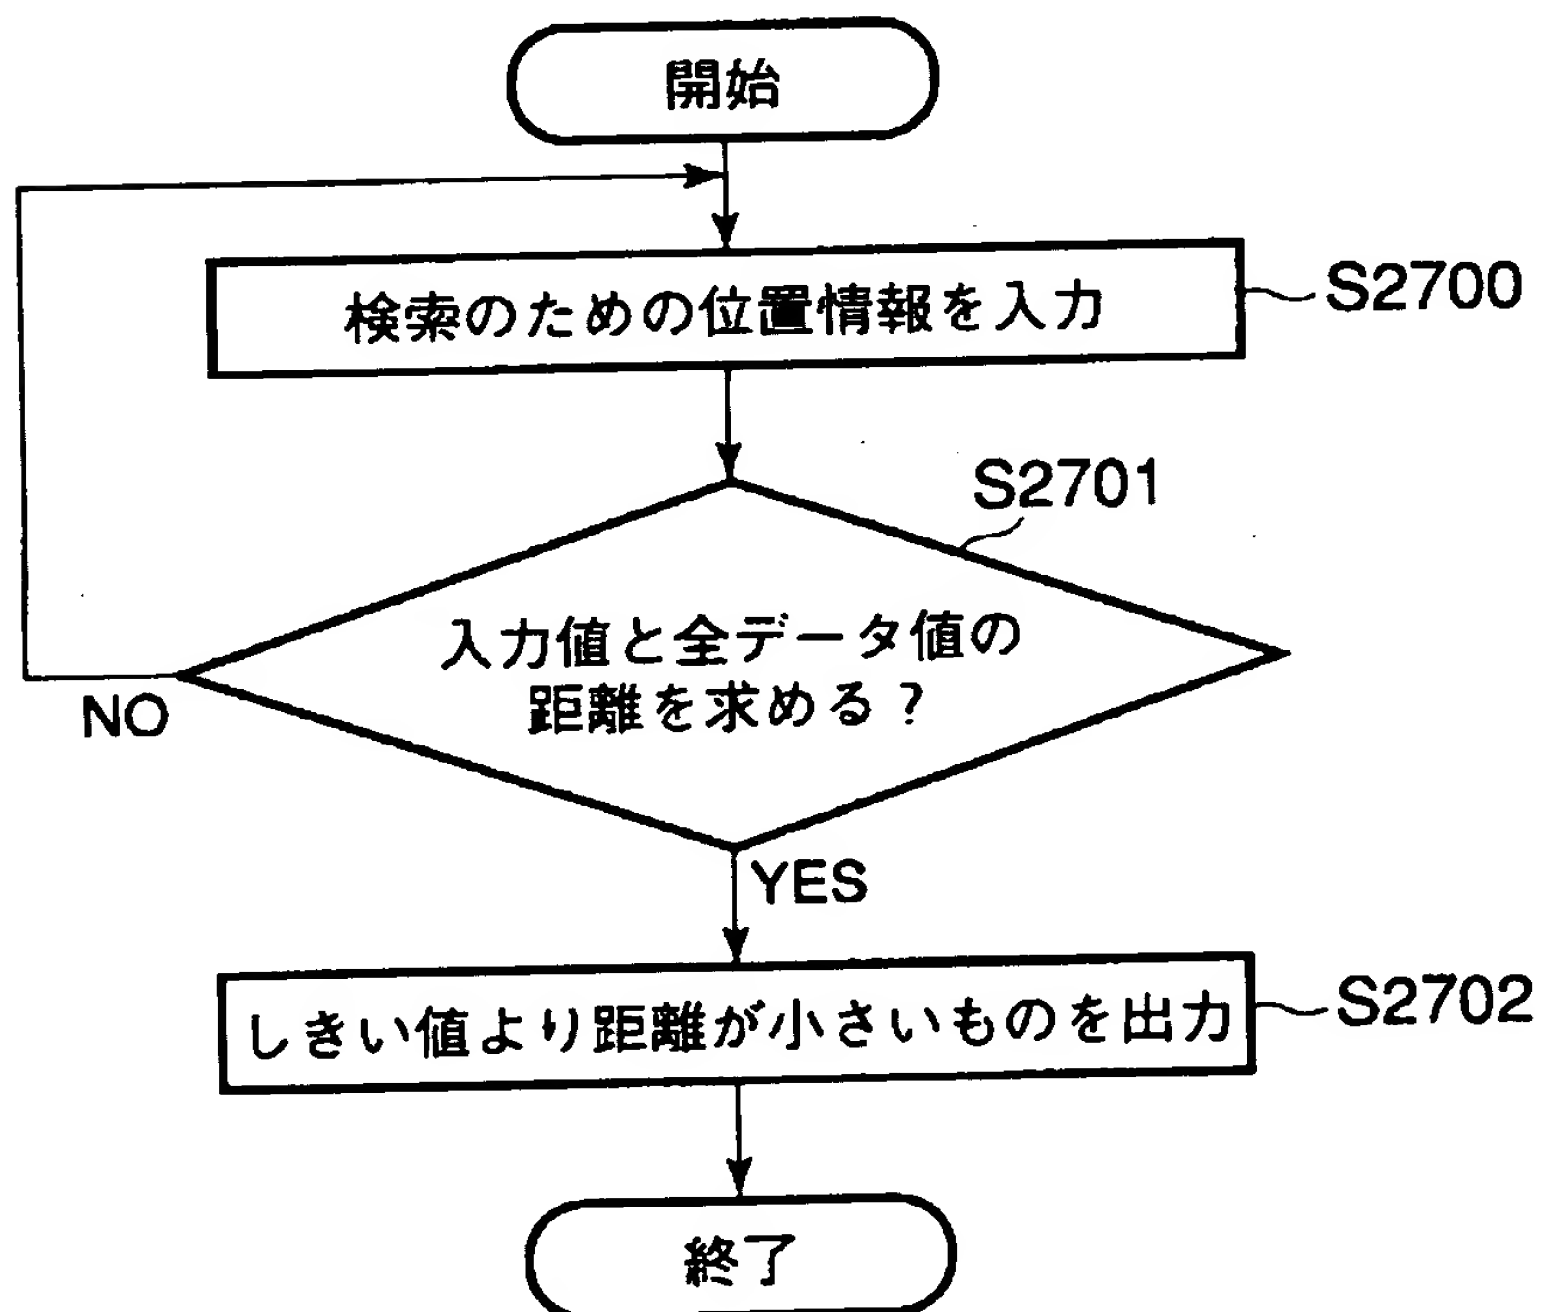 開始
検索のための位置情報を入力
S2700
S2701
入力値と全データ値の
距離を求める？
NO
YES
しきい値より距離が小さいものを出力
S2702
終了